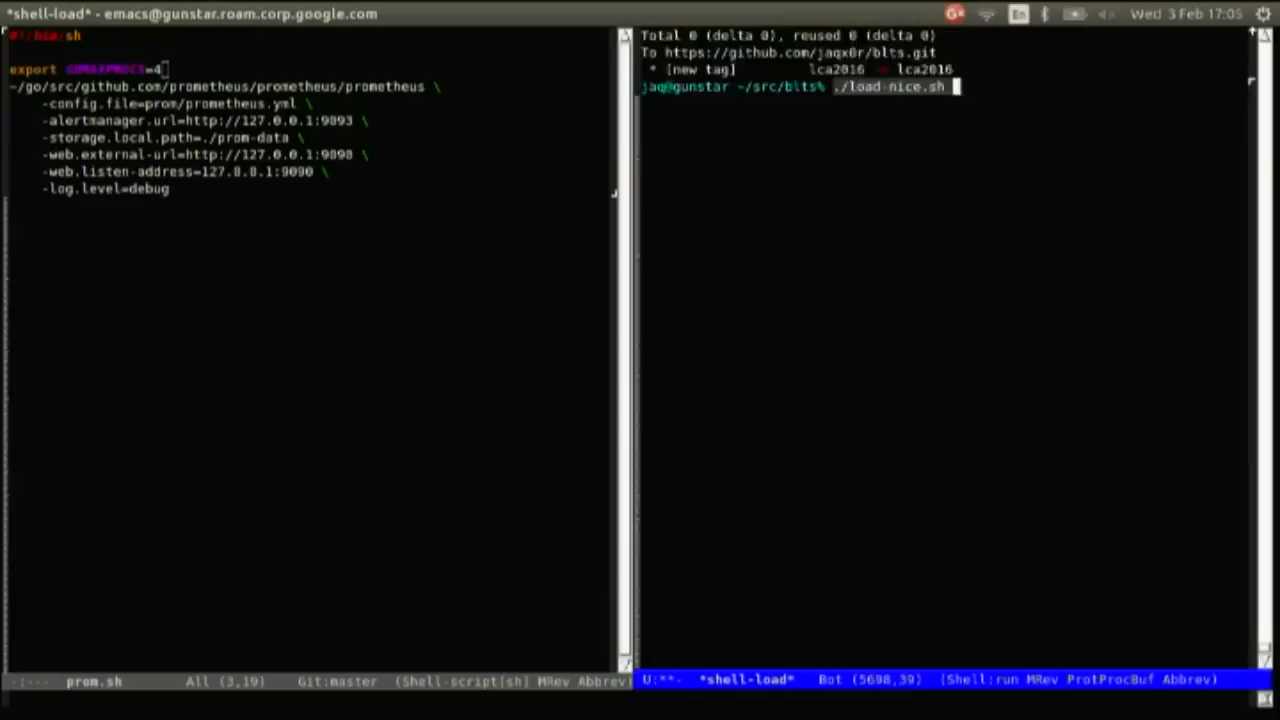 *shell-load* - emacs@gunstar.roam.corp.google.com
En
Wed 3 Feb 17:05
#!/bin/sh
export GOMAXPROCS=4
~/go/src/github.com/prometheus/prometheus/prometheus \
-config.file=prom/prometheus.yml \
-alertmanager.url=http://127.0.0.1:9093 \
-storage.local.path=./prom-data \
-web.external-url=http://127.0.0.1:9090 \
-web.listen-address=127.0.0.1:9090 \
-log.level=debug
-:--- prom.sh All (3,19) Git:master (Shell-script[sh] MRev Abbrev)
Total 0 (delta 0), reused 0 (delta 0)
To https://github.com/jaqx0r/blts.git
* [new tag] lca2016 -> lca2016
jaq@gunstar ~/src/blts% ./load-nice.sh
U:**- *shell-load* Bot (5698,39) (Shell:run MRev ProtProcBuf Abbrev)